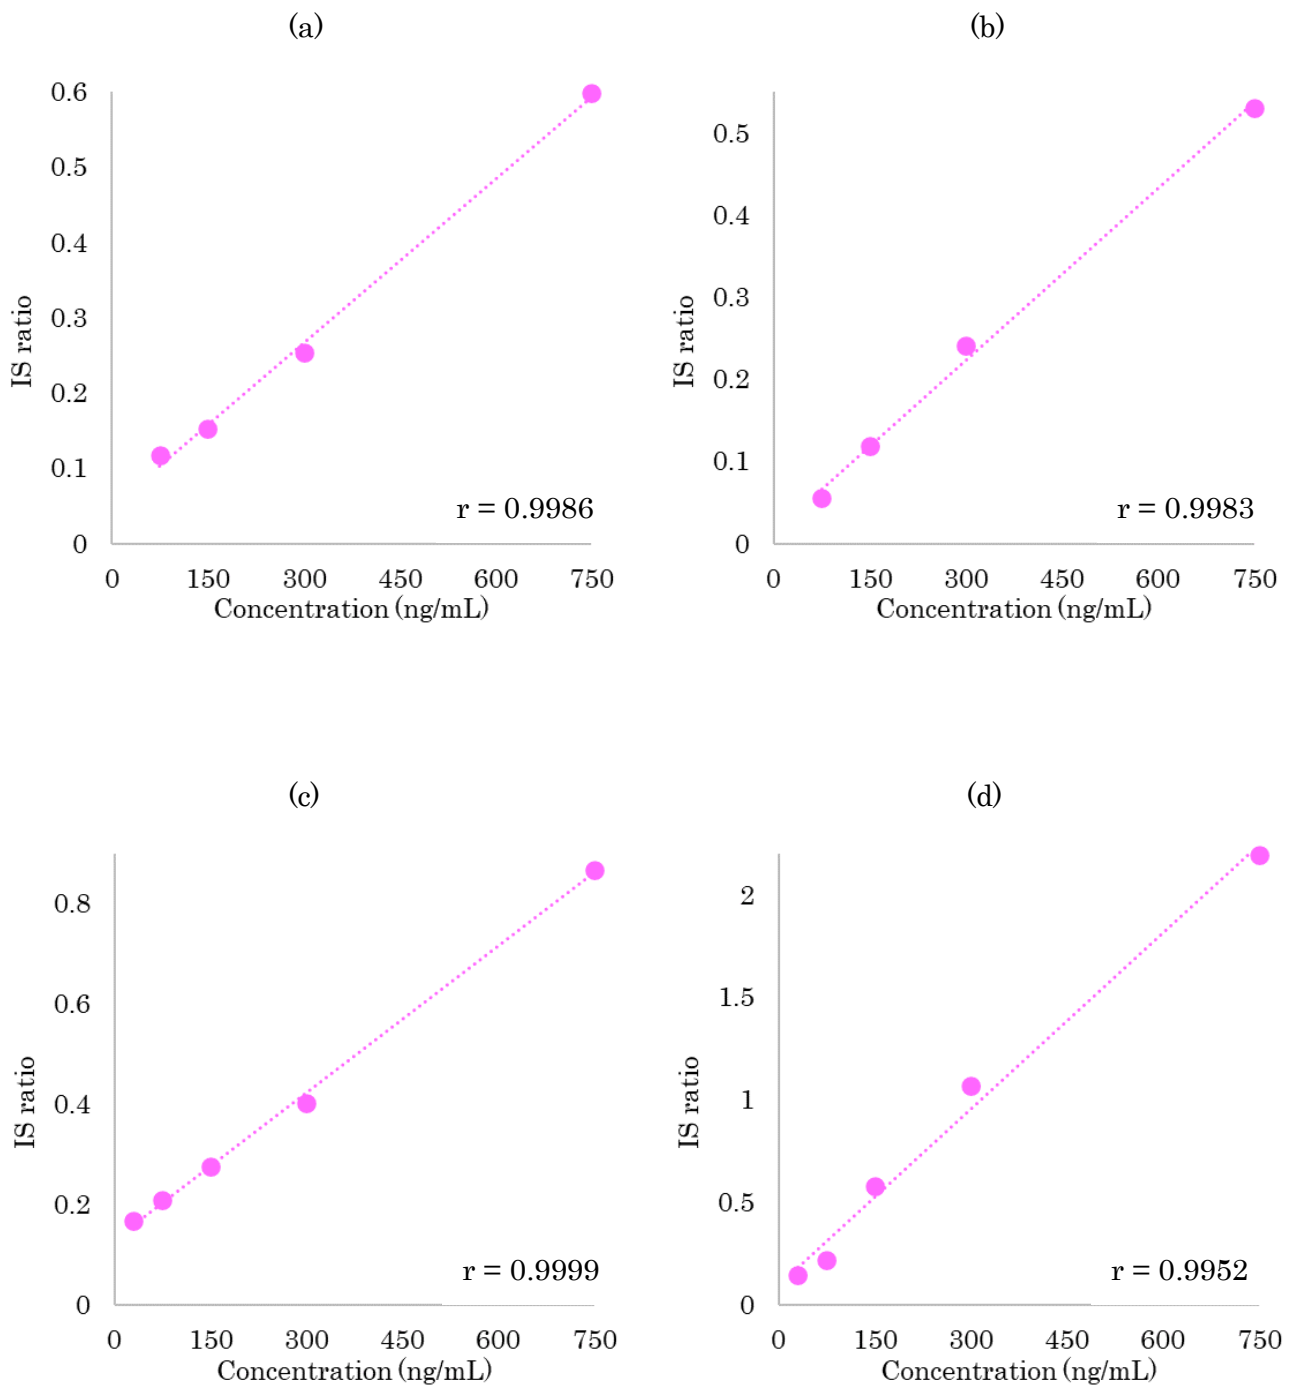 (a)
0.6
0.5
0.4
0.3
0.2
0.1
0
IS ratio
r = 0.9986
0 150 300 450 600 750
Concentration (ng/mL)
(b)
0.5
0.4
0.3
0.2
0.1
0
IS ratio
r = 0.9983
0 150 300 450 600 750
Concentration (ng/mL)
(c)
0.8
0.6
0.4
0.2
0
IS ratio
r = 0.9999
0 150 300 450 600 750
Concentration (ng/mL)
(d)
2
1.5
1
0.5
0
IS ratio
r = 0.9952
0 150 300 450 600 750
Concentration (ng/mL)